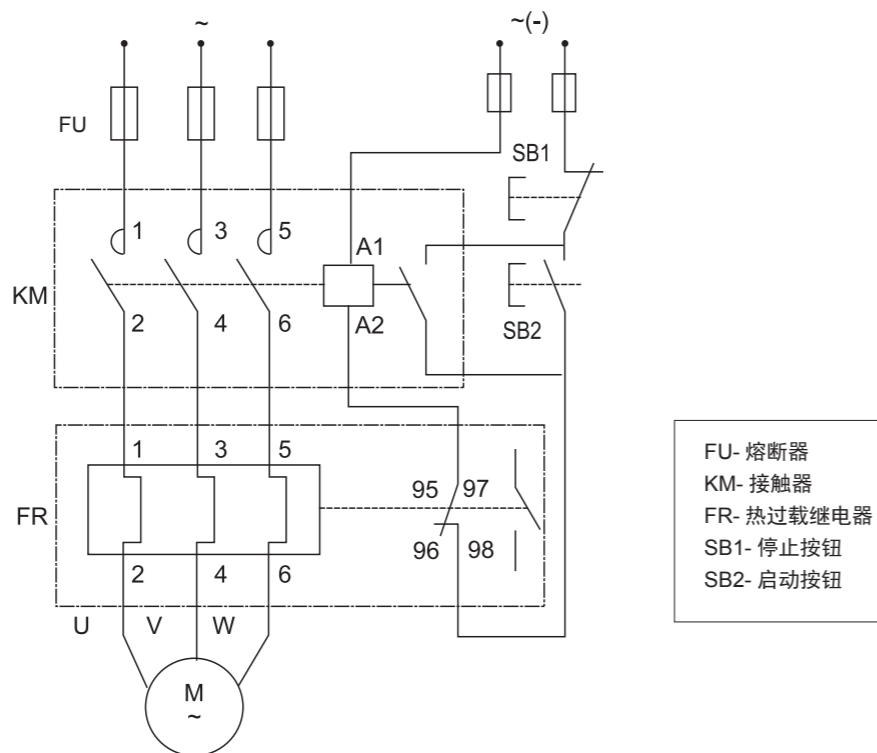 ~ ~(-)
FU
SB1
1 3 5
A1
KM
A2
2 4 6
SB2
1 3 5
95 97
FR
96 98
2 4 6
U V W
M
~
FU- 熔断器
KM- 接触器
FR- 热过载继电器
SB1- 停止按钮
SB2- 启动按钮